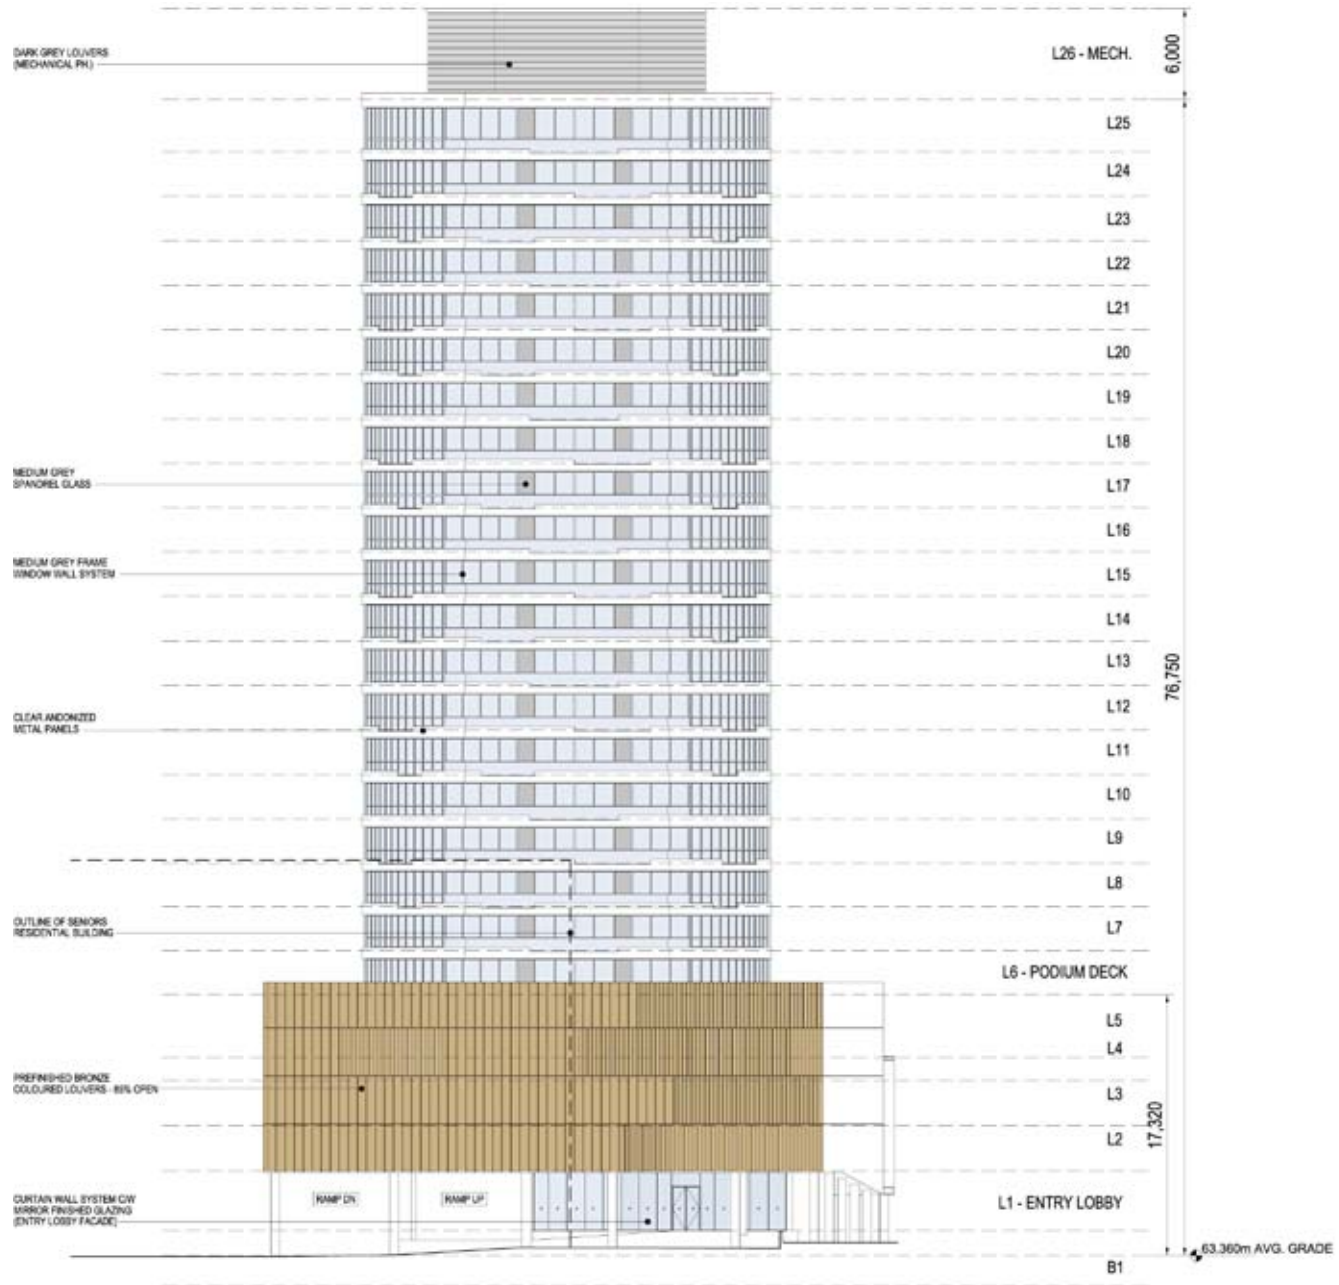 DARK GREY LOUVERS
(MECHANICAL PH.)
L26 - MECH.
6,000
L25
L24
L23
L22
L21
L20
L19
L18
MEDIUM GREY
SPANDREL GLASS
L17
L16
MEDIUM GREY FRAME
WINDOW WALL SYSTEM
L15
L14
L13
76,750
CLEAR ANDONIZED
METAL PANELS
L12
L11
L10
L9
L8
OUTLINE OF SENIORS
RESIDENTIAL BUILDING
L7
L6 - PODIUM DECK
L5
L4
PREFINISHED BRONZE
COLOURED LOUVERS - 85% OPEN
L3
17,320
L2
CURTAIN WALL SYSTEM C/W
MIRROR FINISHED GLAZING
(ENTRY LOBBY FACADE)
RAMP DN
RAMP UP
L1 - ENTRY LOBBY
63.360m AVG. GRADE
B1